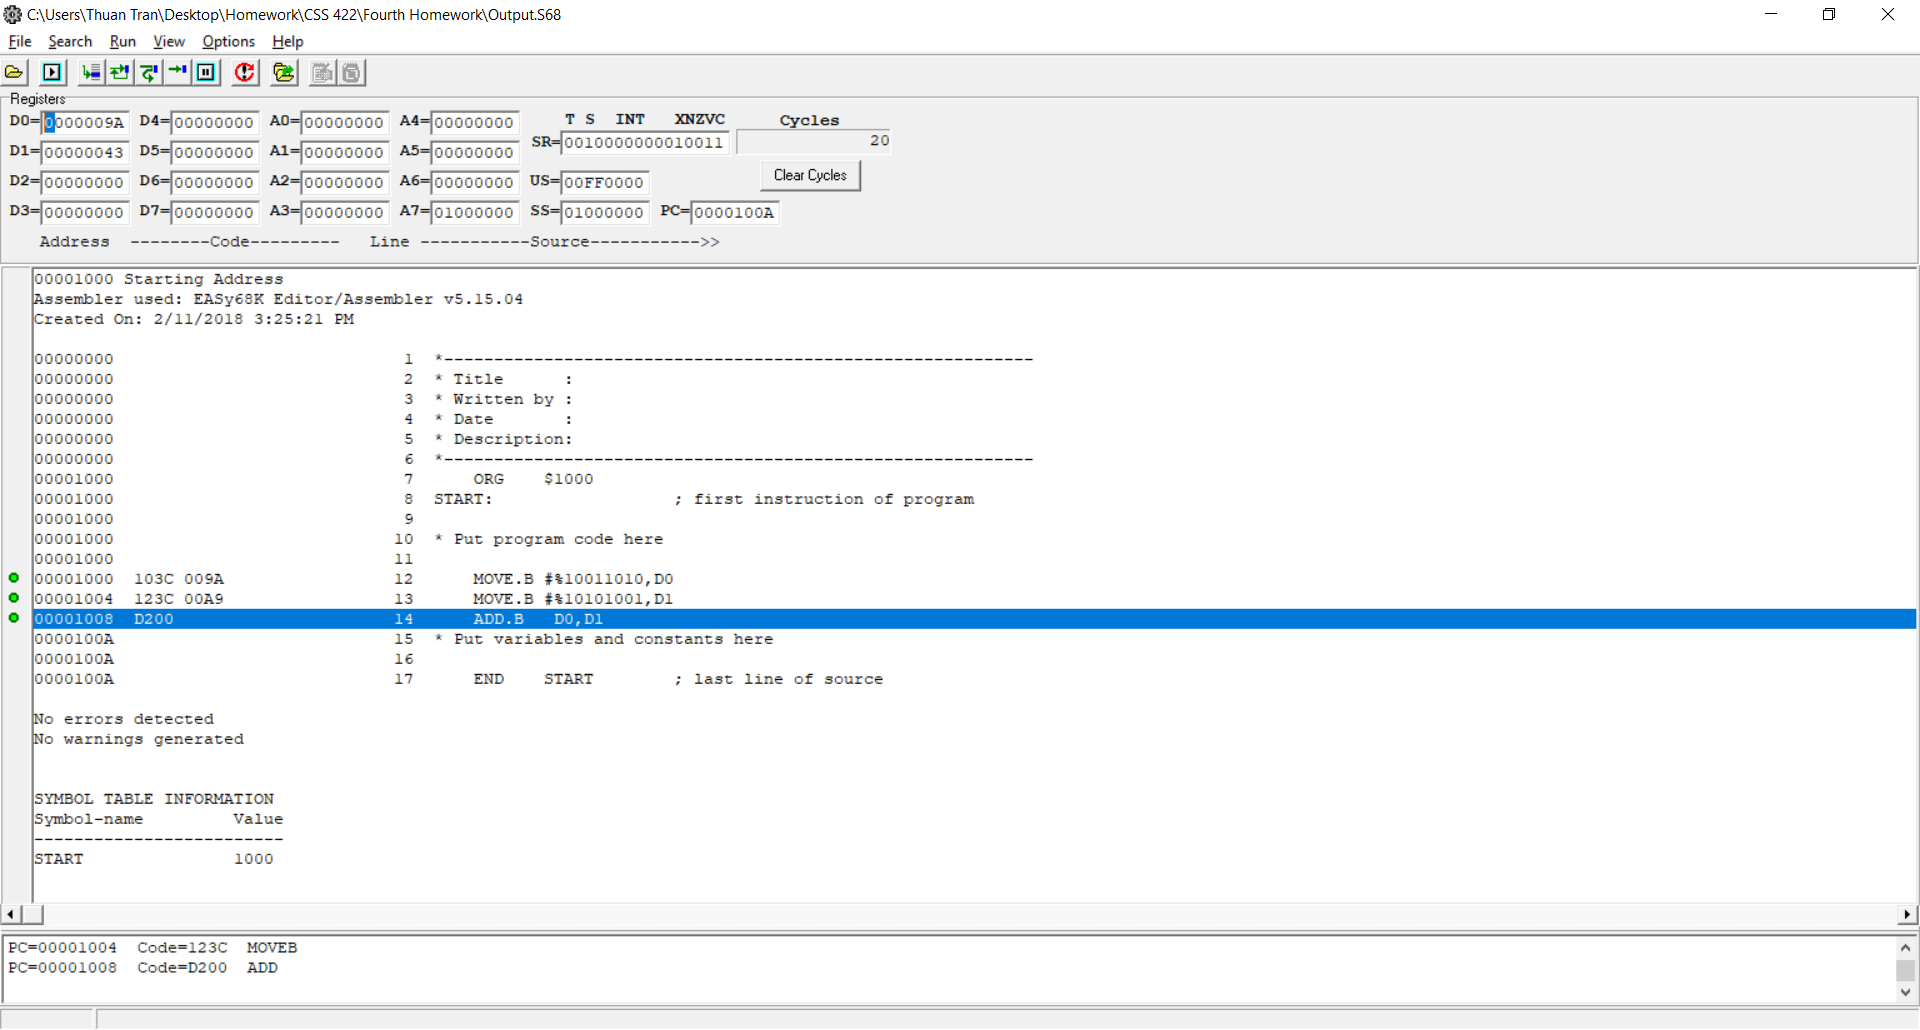 C:\Users\Thuan Tran\Desktop\Homework\CSS 422\Fourth Homework\Output.S68
File Search Run View Options Help
Registers
D0= 0000009A D4= 00000000 A0= 00000000 A4= 00000000 T S INT XNZVC Cycles
D1= 00000043 D5= 00000000 A1= 00000000 A5= 00000000 SR= 0010000000010011 20
D2= 00000000 D6= 00000000 A2= 00000000 A6= 00000000 US= 00FF0000 Clear Cycles
D3= 00000000 D7= 00000000 A3= 00000000 A7= 01000000 SS= 01000000 PC= 0000100A
Address --------Code--------- Line -----------Source----------->>
00001000 Starting Address
Assembler used: EASy68K Editor/Assembler v5.15.04
Created On: 2/11/2018 3:25:21 PM
00000000 1 *-----------------------------------------------------------
00000000 2 * Title :
00000000 3 * Written by :
00000000 4 * Date :
00000000 5 * Description:
00000000 6 *-----------------------------------------------------------
00001000 7 ORG $1000
00001000 8 START: ; first instruction of program
00001000 9
00001000 10 * Put program code here
00001000 11
00001000 103C 009A 12 MOVE.B #%10011010,D0
00001004 123C 00A9 13 MOVE.B #%10101001,D1
00001008 D200 14 ADD.B D0,D1
0000100A 15 * Put variables and constants here
0000100A 16
0000100A 17 END START ; last line of source
No errors detected
No warnings generated
SYMBOL TABLE INFORMATION
Symbol-name Value
-------------------------
START 1000
PC=00001004 Code=123C MOVEB
PC=00001008 Code=D200 ADD